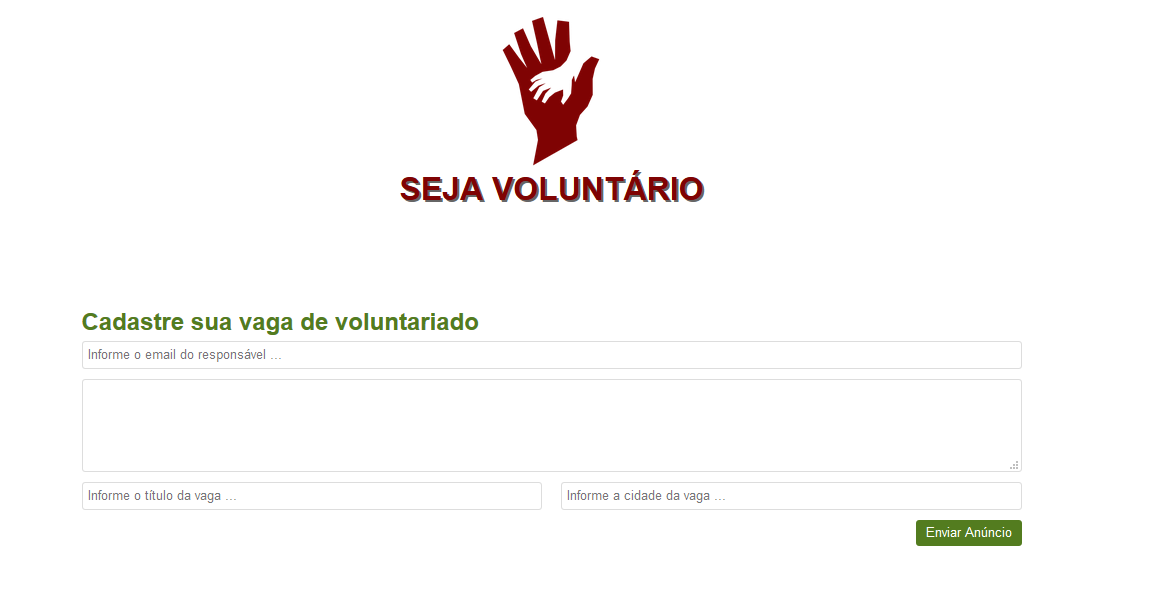 SEJA VOLUNTÁRIO
Cadastre sua vaga de voluntariado
Informe o email do responsável ...
Informe o título da vaga ...
Informe a cidade da vaga ...
Enviar Anúncio